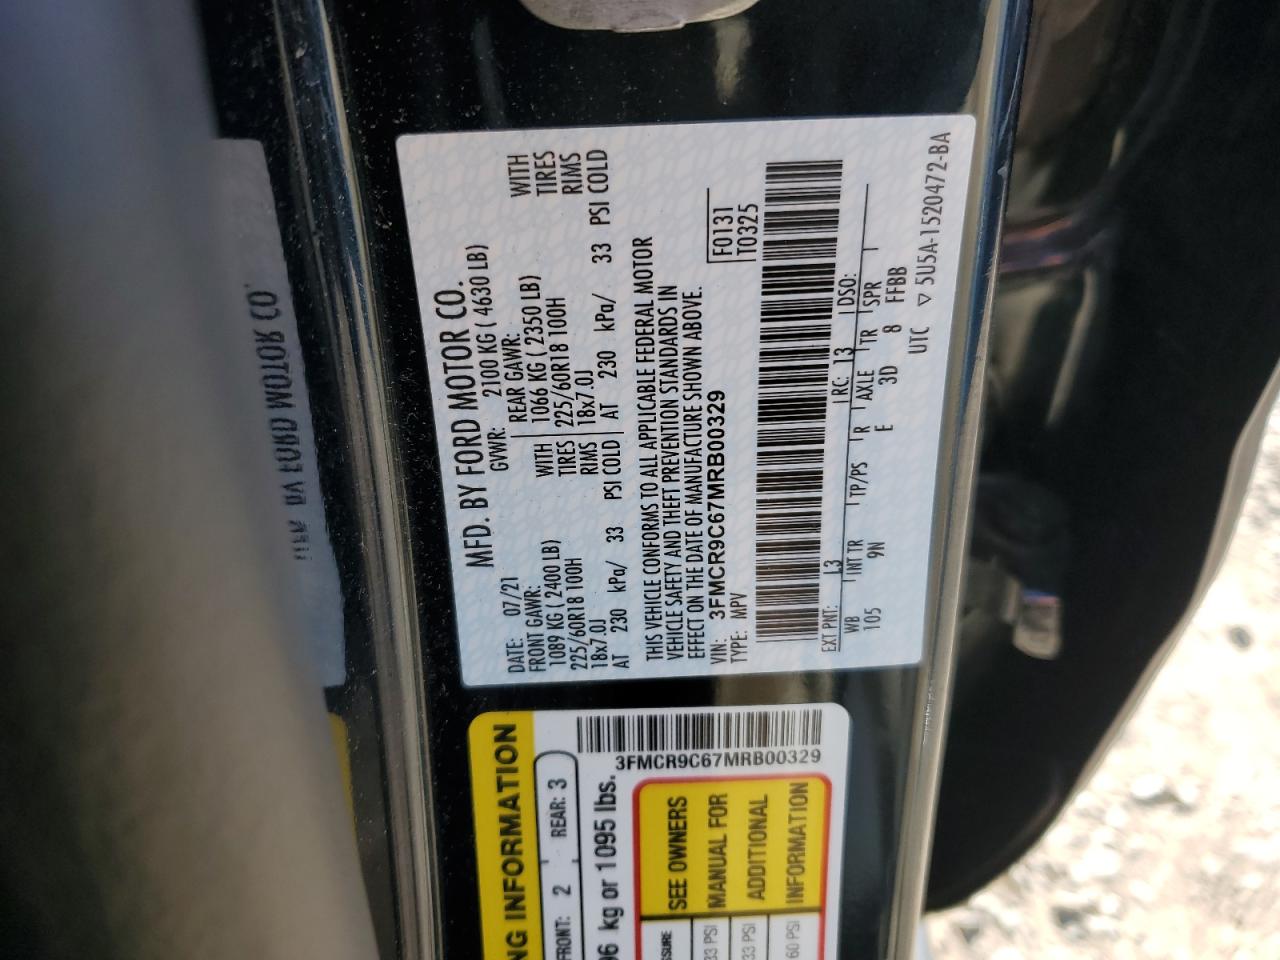 MFD. BY FORD MOTOR CO.
DATE: 07/21 GVWR: 2100 KG ( 4630 LB)
FRONT GAWR: REAR GAWR:
1089 KG ( 2400 LB) WITH 1066 KG ( 2350 LB) WITH
225/60R18 100H TIRES 225/60R18 100H TIRES
18x7.0J RIMS 18x7.0J RIMS
AT 230 kPa/ 33 PSI COLD AT 230 kPa/ 33 PSI COLD
THIS VEHICLE CONFORMS TO ALL APPLICABLE FEDERAL MOTOR
VEHICLE SAFETY AND THEFT PREVENTION STANDARDS IN
EFFECT ON THE DATE OF MANUFACTURE SHOWN ABOVE.
VIN: 3FMCR9C67MRB00329 F0131
TYPE: MPV T0325
EXT PNT: L3 RC: 13 DSO:
WB INT TR TP/PS R AXLE TR SPR
105 9N E 3D 8 FFBB
UTC ▽ 5U5A-1520472-BA
NG INFORMATION
FRONT: 2 REAR: 3
96 kg or 1095 lbs.
3FMCR9C67MRB00329
SEE OWNERS
MANUAL FOR
ADDITIONAL
INFORMATION
33 PSI
33 PSI
60 PSI